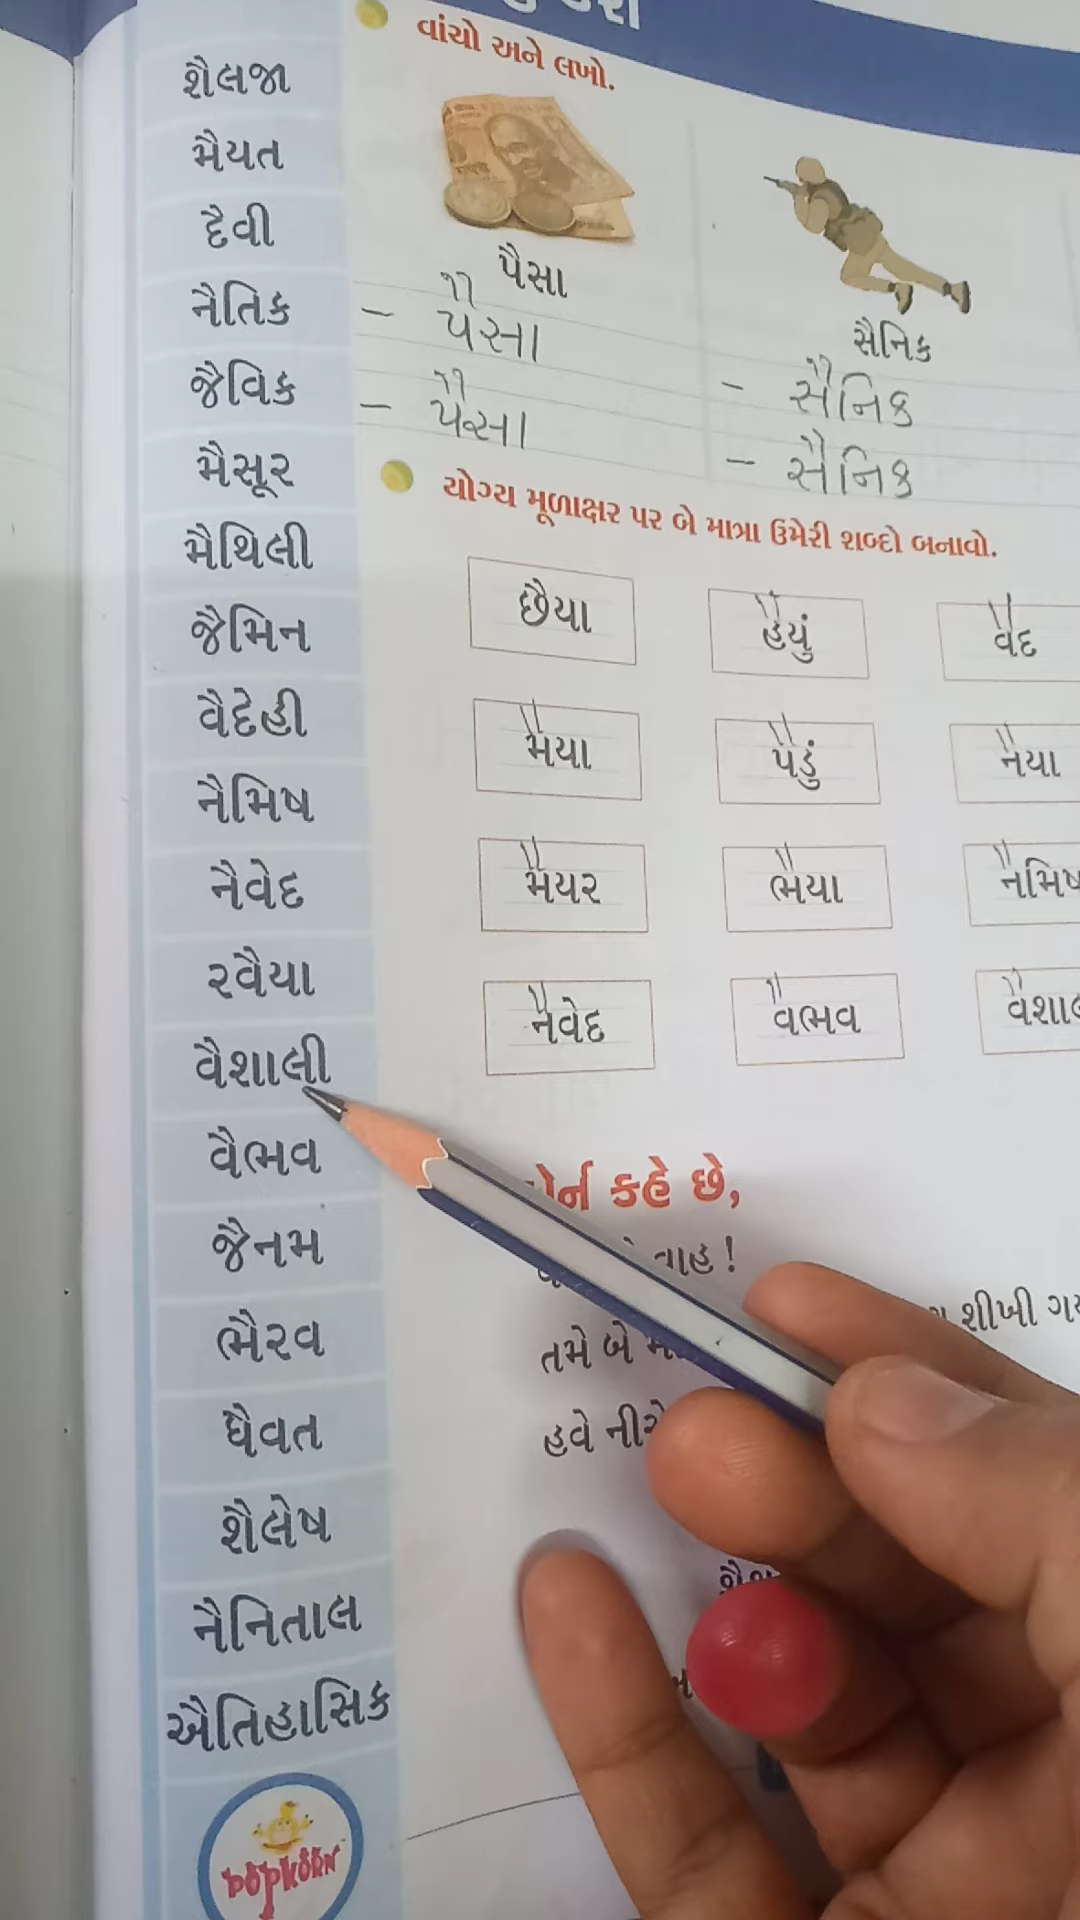 શૈલજા
મૈયત
દૈવી
નૈતિક
જૈવિક
મૈસૂર
મૈથિલી
જૈમિન
વૈદેહી
નૈમિષ
નૈવેદ
રવૈયા
વૈશાલી
વૈભવ
જૈનમ
ભૈરવ
ધૈવત
શૈલેષ
નૈનિતાલ
ઐતિહાસિક
POPKORN
વાંચો અને લખો.
પૈસા સૈનિક
- પૈસા - સૈનિક
- પૈસા - સૈનિક
યોગ્ય મૂળાક્ષર પર બે માત્રા ઉમેરી શબ્દો બનાવો.
છૈયા હૈયું વૈદ
મૈયા પૈડું નૈયા
મૈયર ભૈયા નૈમિષ
નૈવેદ વૈભવ
કહે છે,
તમે બે
શીખી
હવે